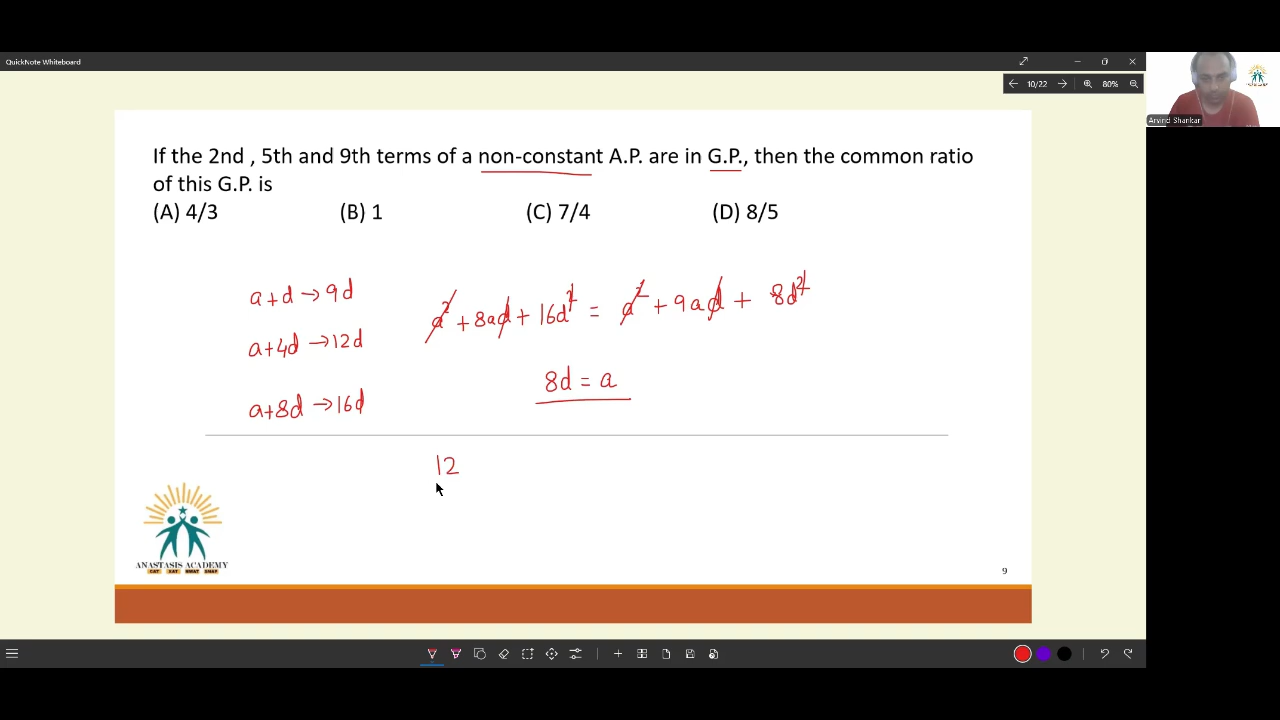 QuickNote Whiteboard
10/22
80%
Arvind Shankar
If the 2nd , 5th and 9th terms of a non-constant A.P. are in G.P., then the common ratio
of this G.P. is
(A) 4/3 (B) 1 (C) 7/4 (D) 8/5
a+d → 9d
a² + 8ad + 16d² = a² + 9ad + 8d²
a+4d → 12d
8d = a
a+8d → 16d
12
ANASTASIS ACADEMY
9